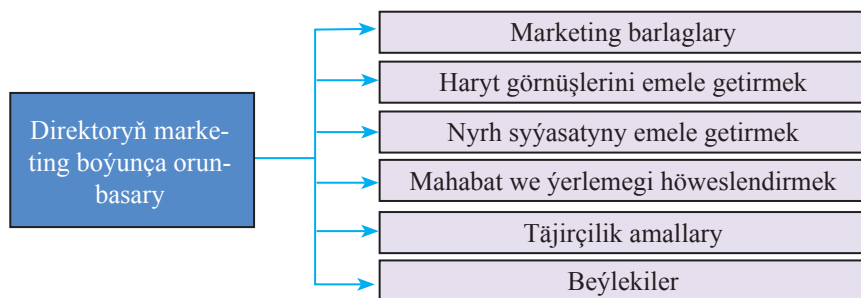 Direktoryň marke-
ting boýunça orun-
basary
Marketing barlaglary
Haryt görnüşlerini emele getirmek
Nyrh syýasatyny emele getirmek
Mahabat we ýerlemegi höweslendirmek
Täjirçilik amallary
Beýlekiler